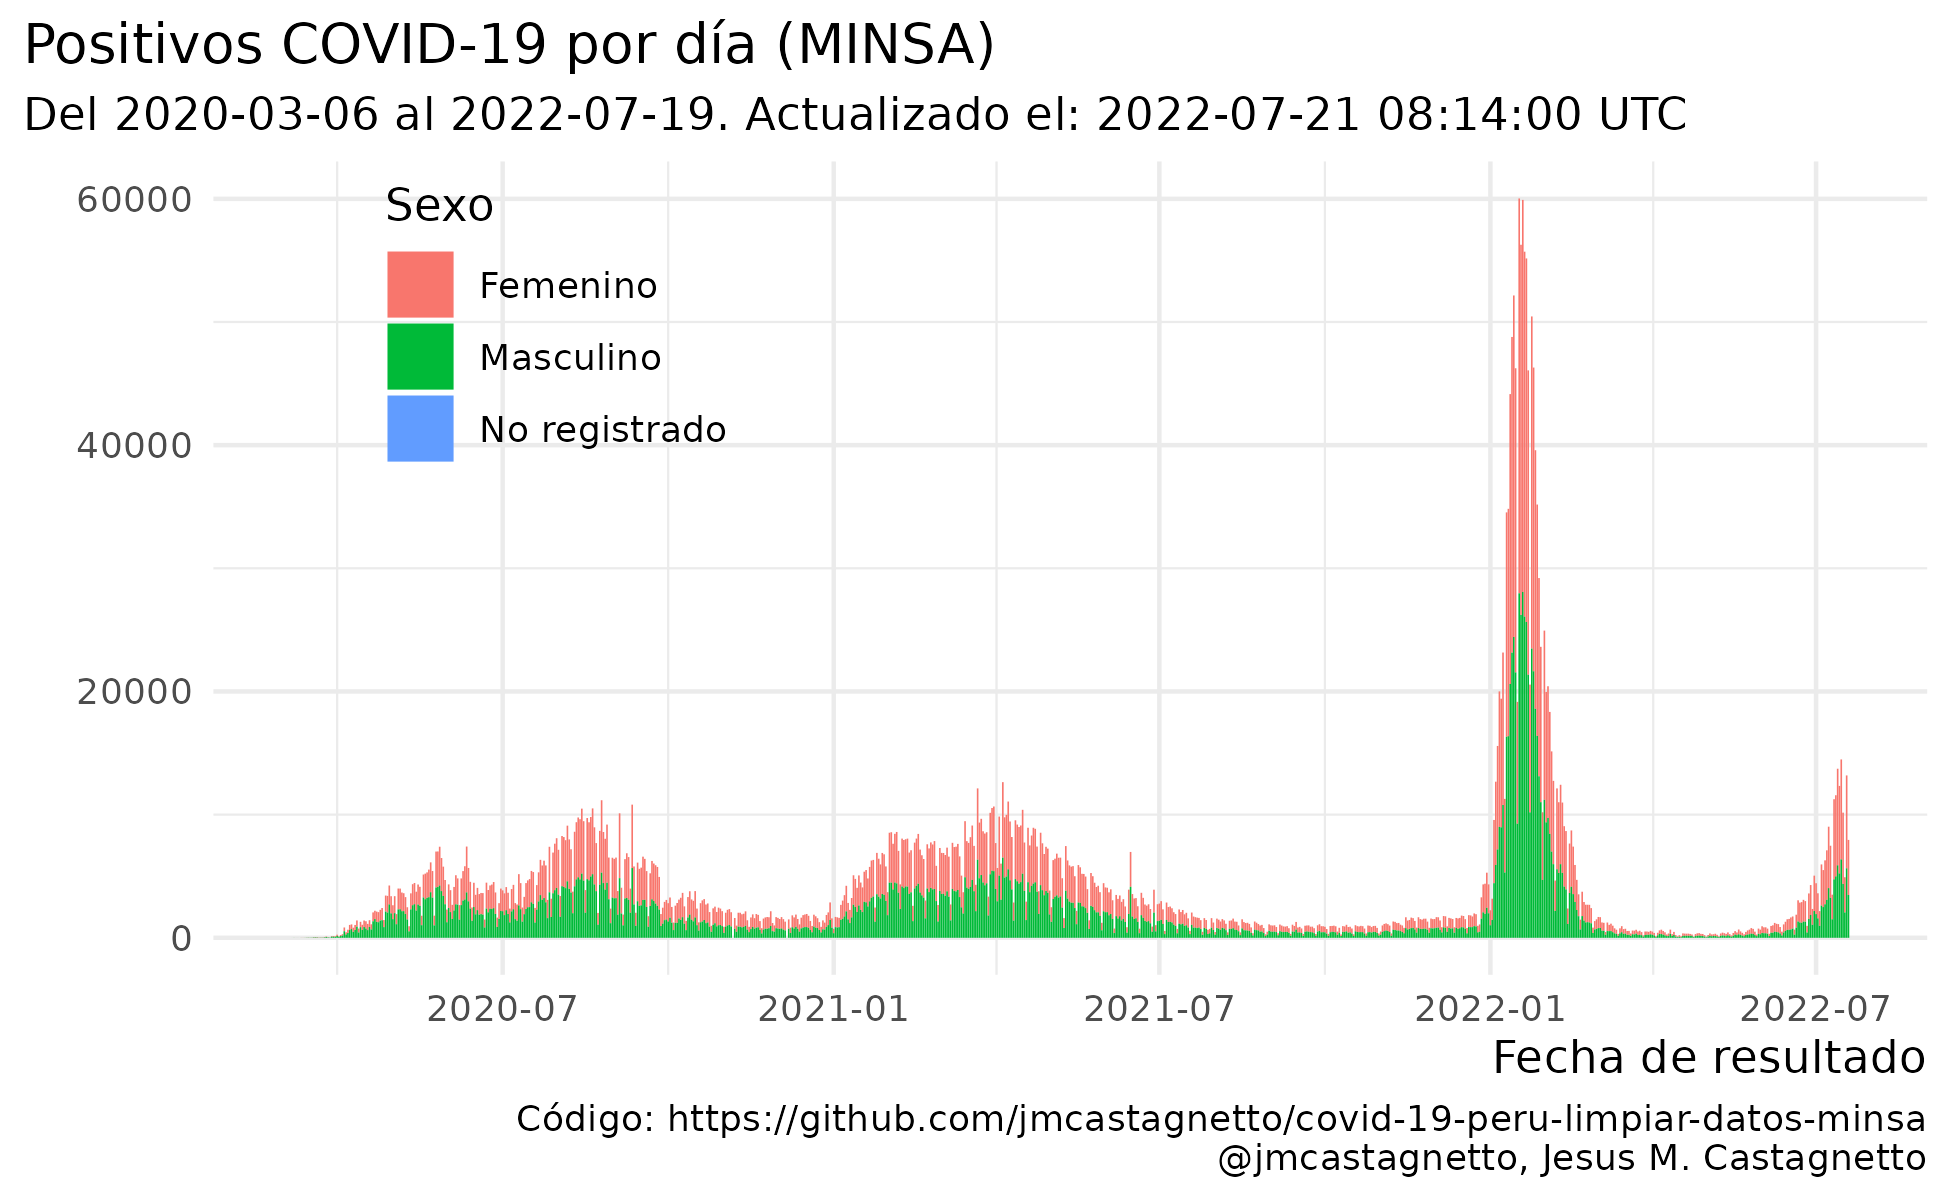 Positivos COVID-19 por día (MINSA)
Del 2020-03-06 al 2022-07-19. Actualizado el: 2022-07-21 08:14:00 UTC
60000
40000
20000
0
Sexo
Femenino
Masculino
No registrado
2020-07 2021-01 2021-07 2022-01 2022-07
Fecha de resultado
Código: https://github.com/jmcastagnetto/covid-19-peru-limpiar-datos-minsa
@jmcastagnetto, Jesus M. Castagnetto